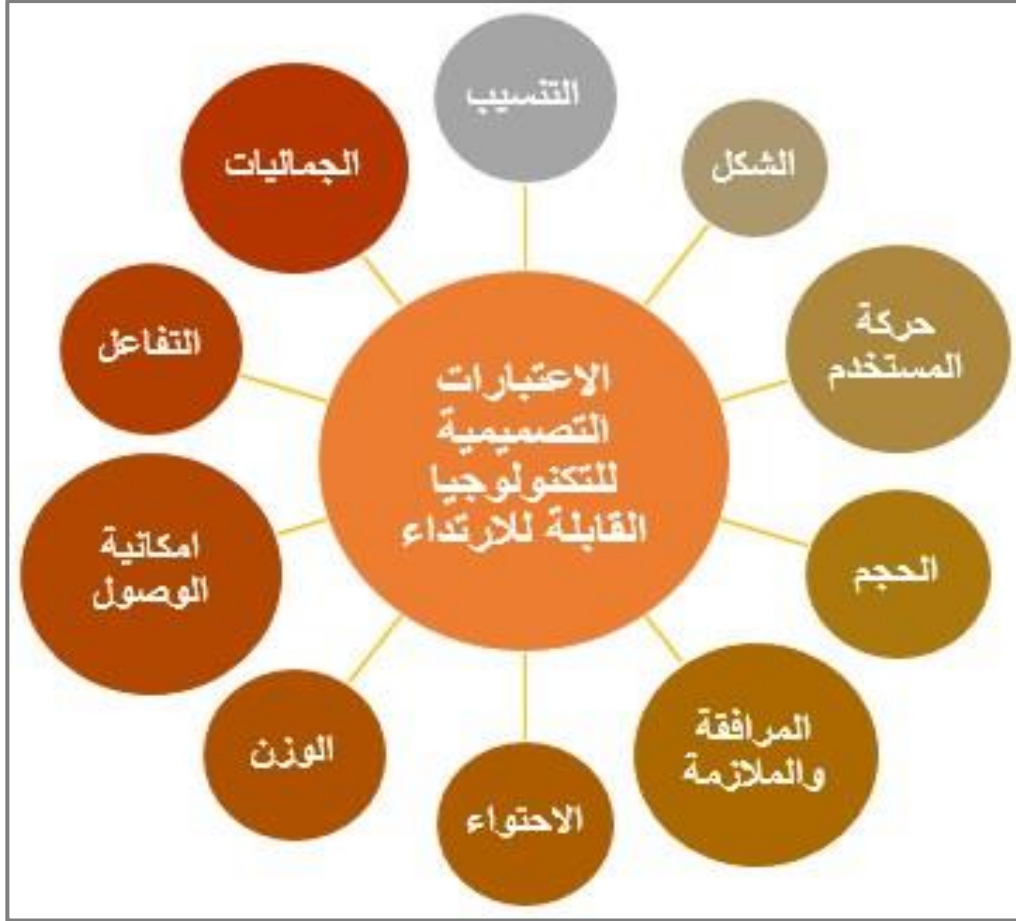 التنسيب
الشكل
حركة
المستخدم
الحجم
المرافقة
والملازمة
الاحتواء
الوزن
امكانية
الوصول
التفاعل
الجماليات
الاعتبارات
التصميمية
للتكنولوجيا
القابلة للارتداء